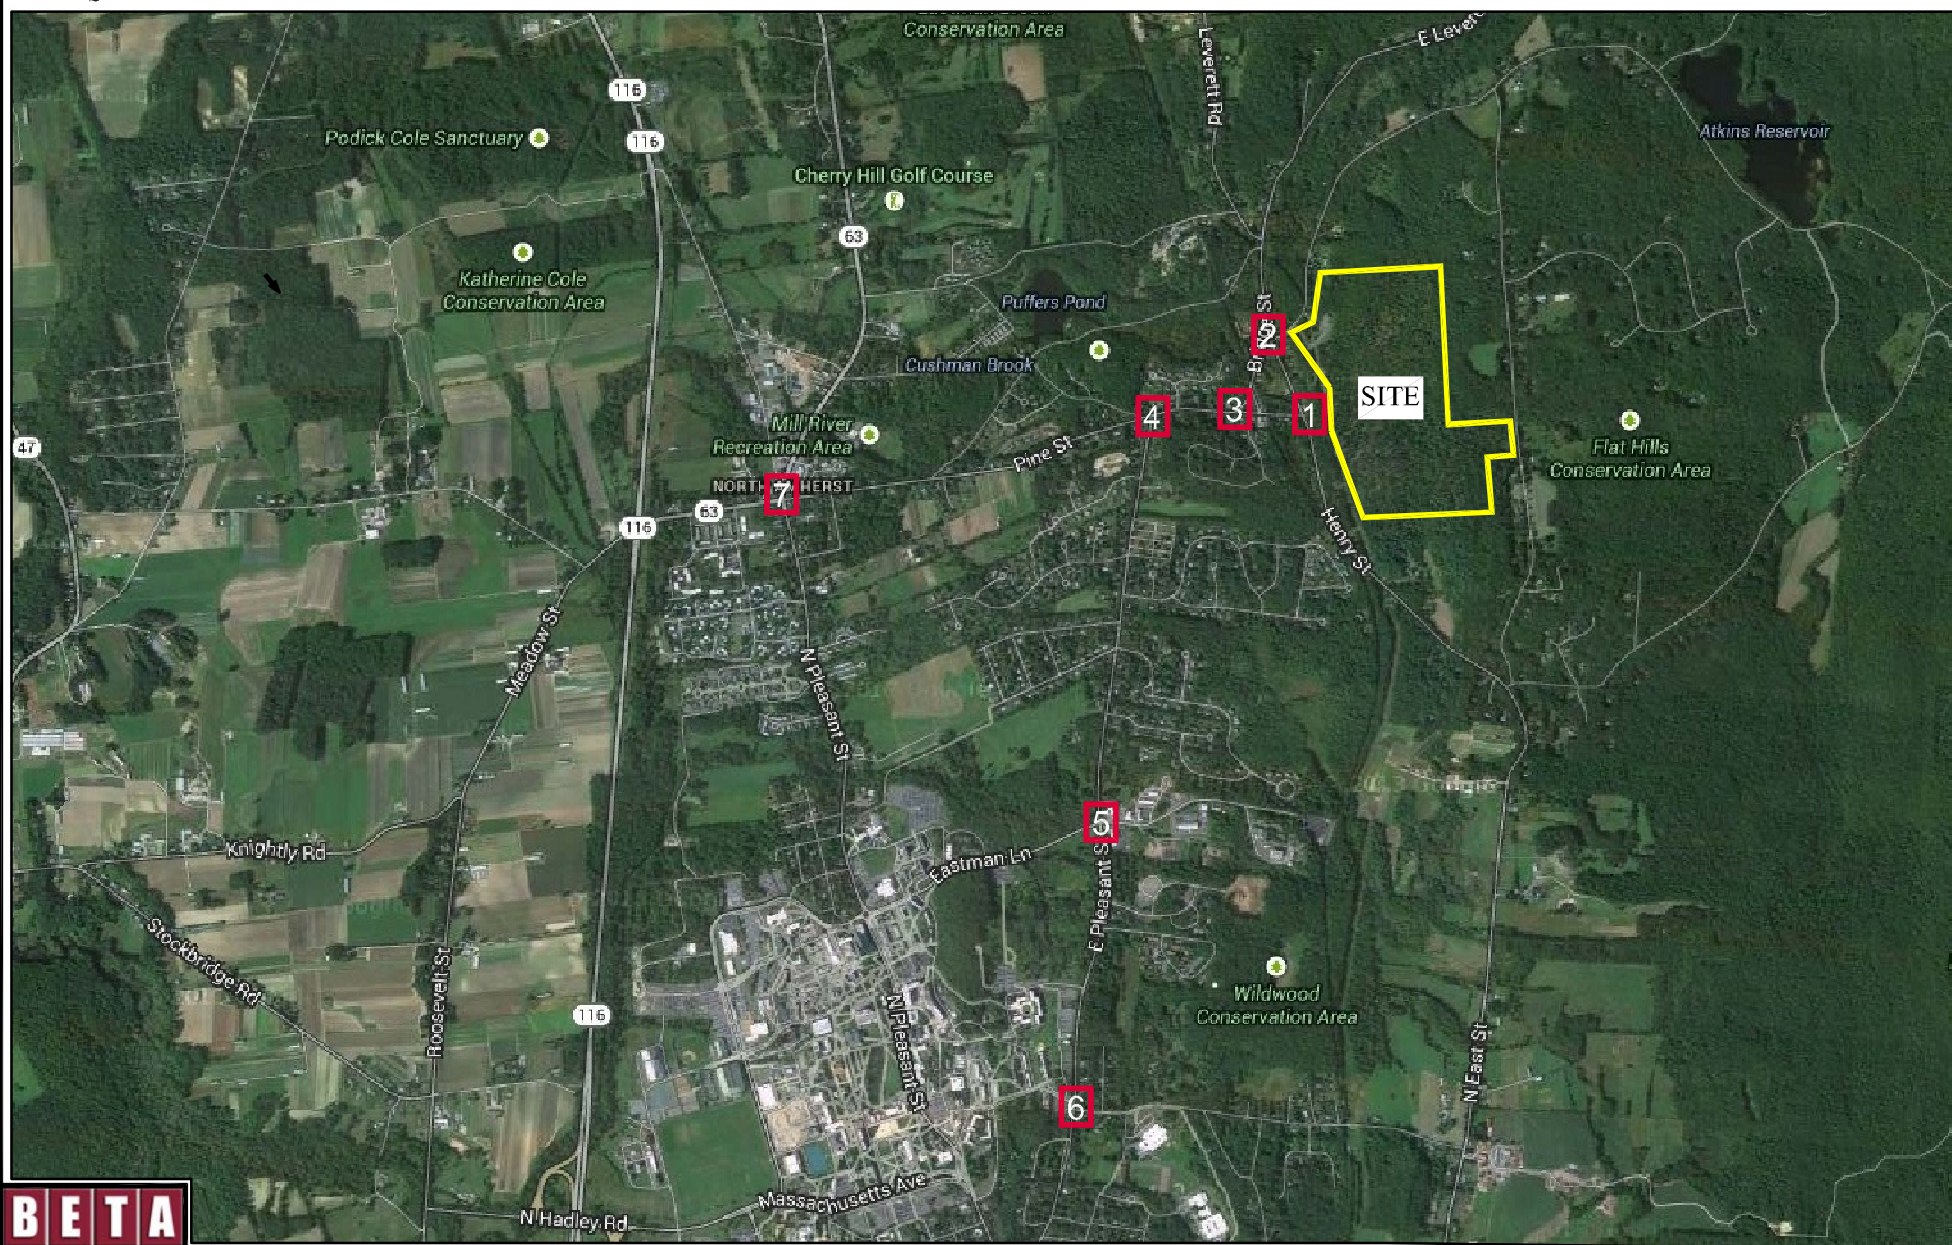 Conservation Area
E Levere
Leverett Rd
116
116
Podick Cole Sanctuary
Atkins Reservoir
Cherry Hill Golf Course
63
Katherine Cole
Conservation Area
Puffers Pond
2
Cushman Brook
SITE
4
3
1
47
Mill River
Recreation Area
Flat Hills
Conservation Area
Pine St
7
63
116
Henry St
Meadow St
N Pleasant St
5
Knightly Rd
Eastman Ln
E Pleasant S
Stockbridge Rd
Roosevelt St
Wildwood
Conservation Area
116
N Pleasant St
N East St
6
Massachusetts Ave
N Hadley Rd
BETA